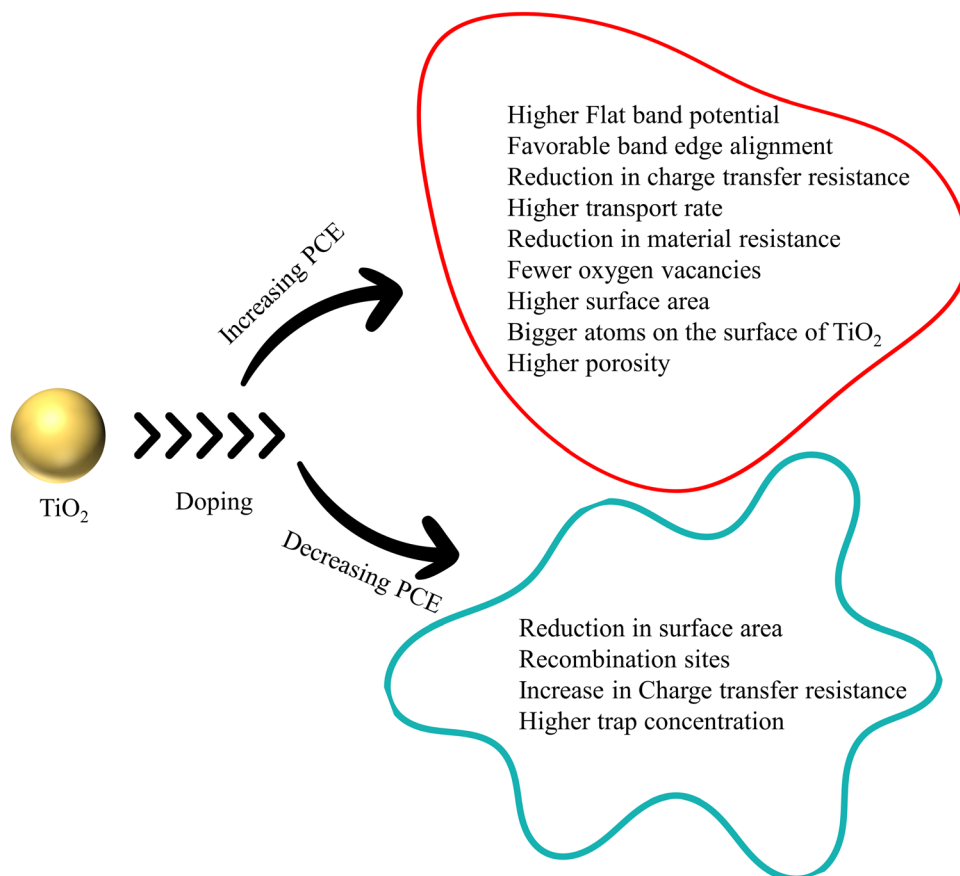 Higher Flat band potential
Favorable band edge alignment
Reduction in charge transfer resistance
Higher transport rate
Reduction in material resistance
Fewer oxygen vacancies
Higher surface area
Bigger atoms on the surface of TiO₂
Higher porosity
Increasing PCE
TiO₂
Doping
Decreasing PCE
Reduction in surface area
Recombination sites
Increase in Charge transfer resistance
Higher trap concentration